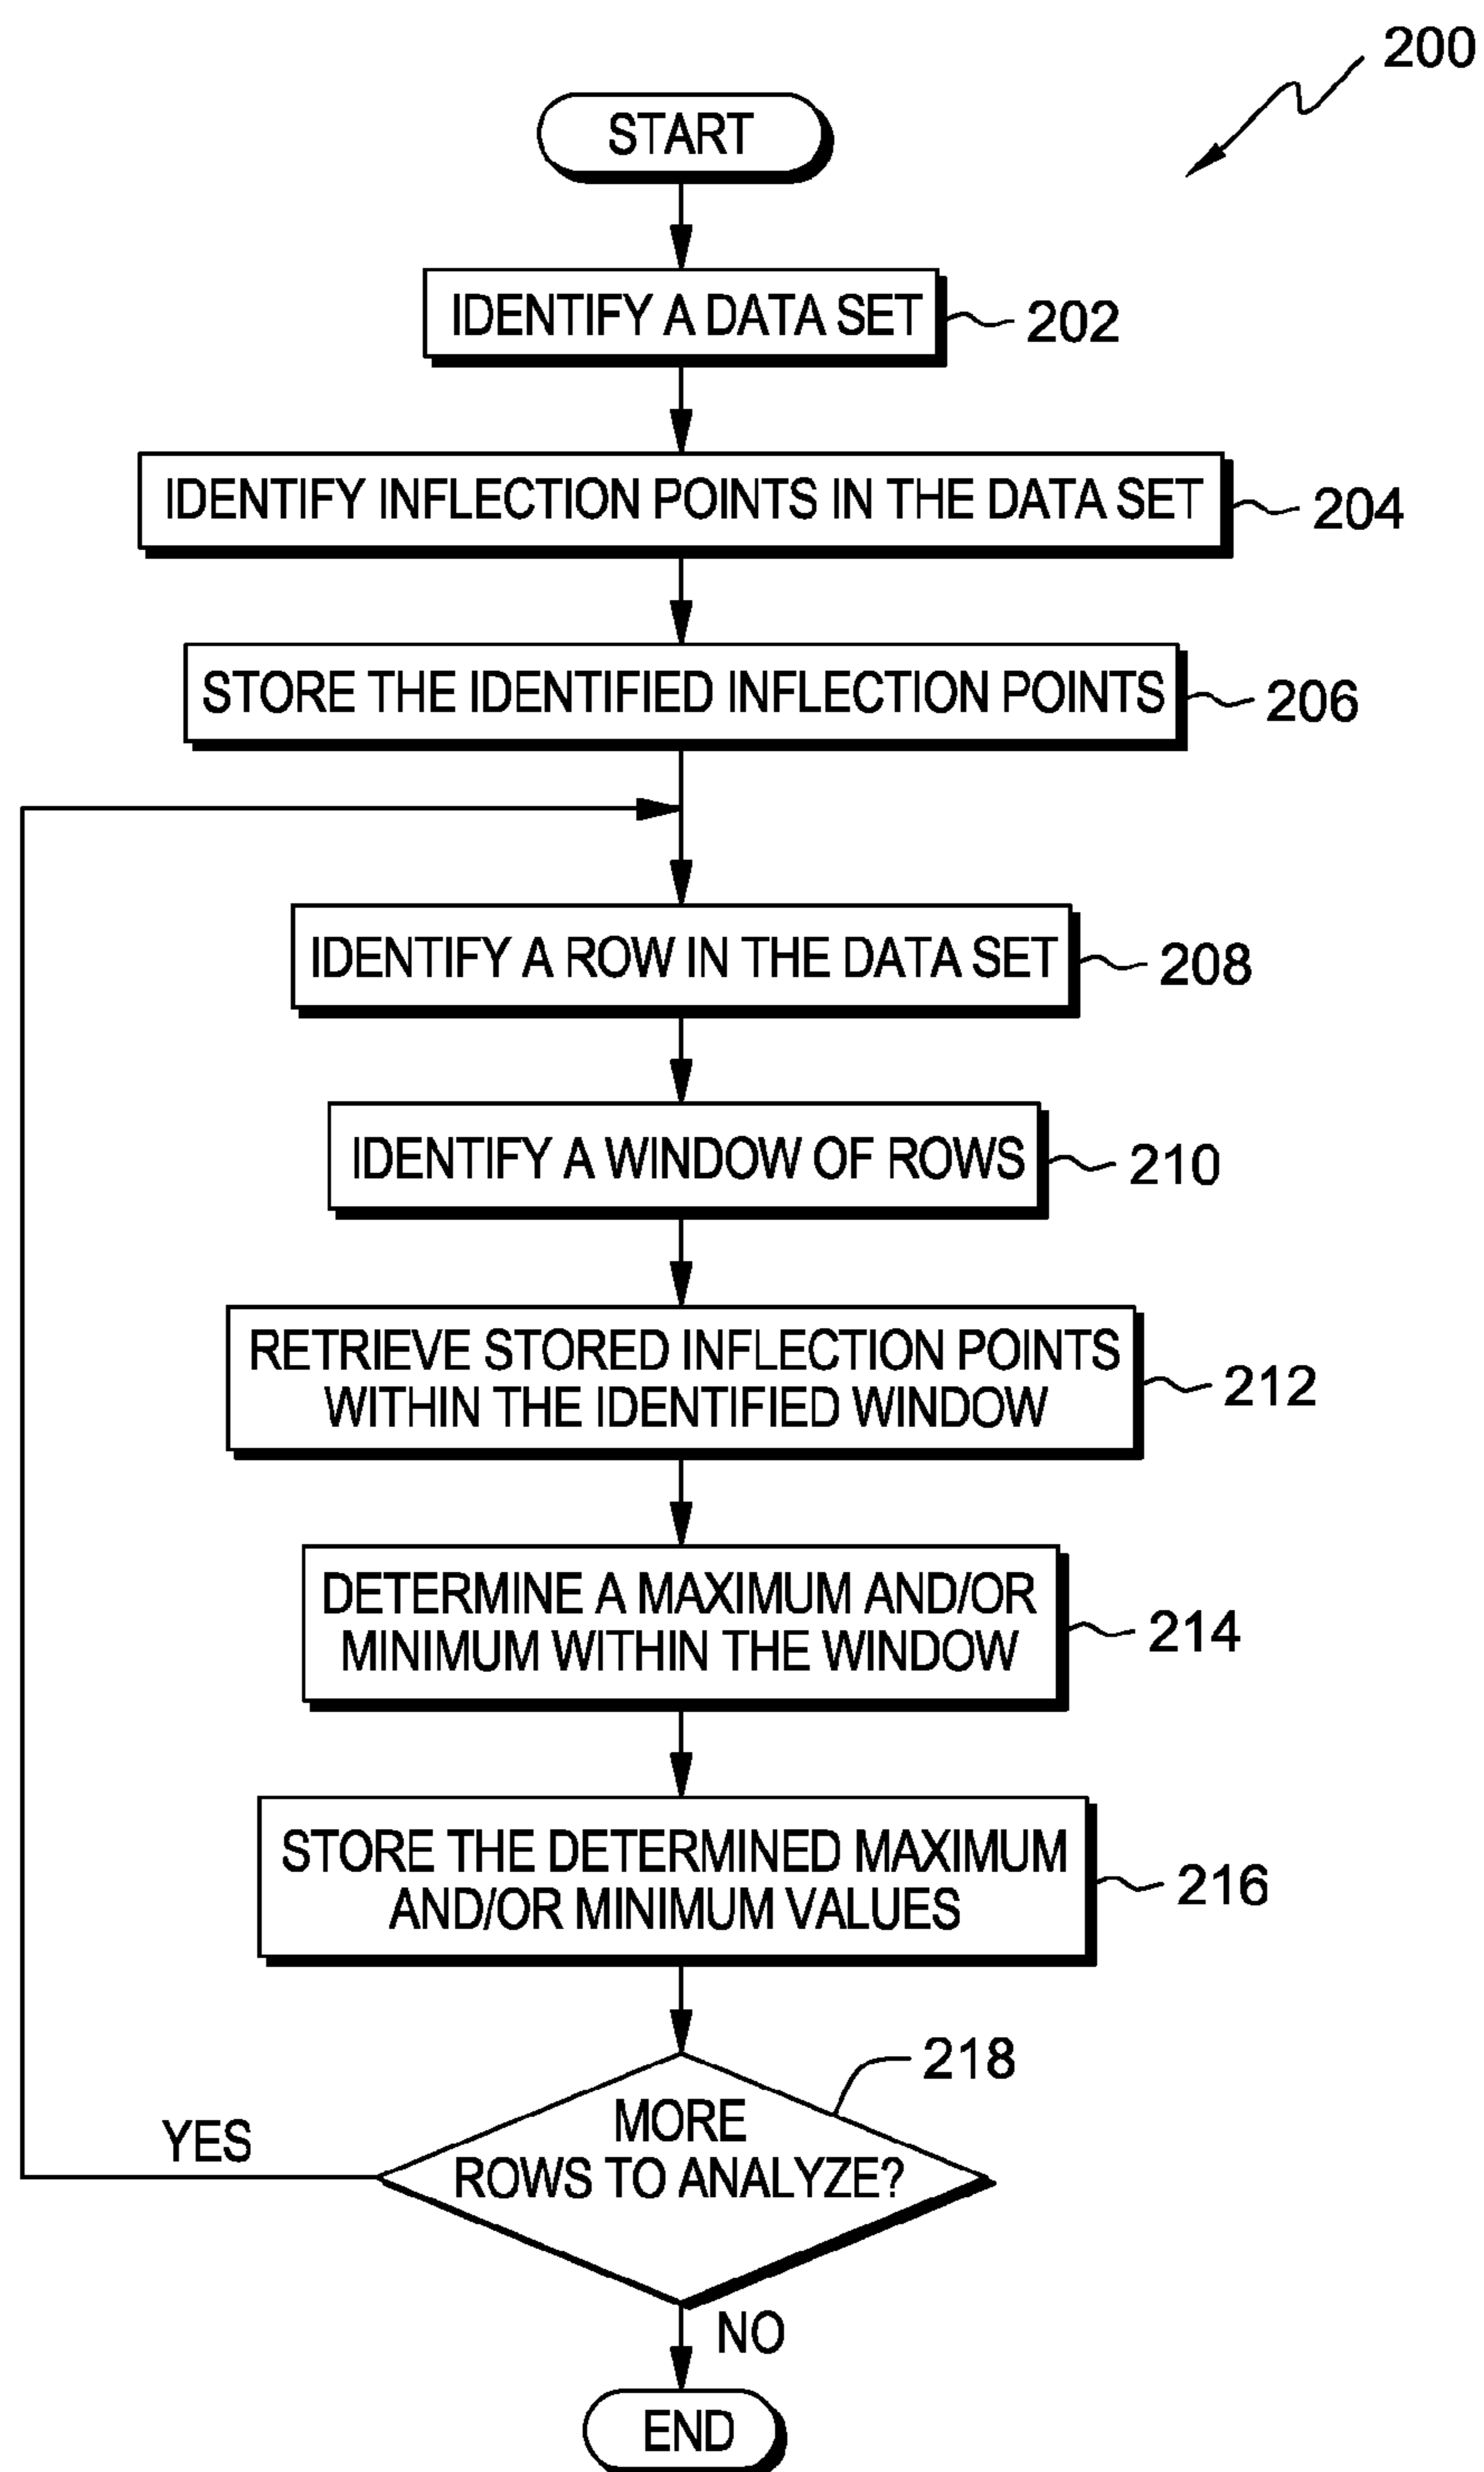 200
START
IDENTIFY A DATA SET
202
IDENTIFY INFLECTION POINTS IN THE DATA SET
204
STORE THE IDENTIFIED INFLECTION POINTS
206
IDENTIFY A ROW IN THE DATA SET
208
IDENTIFY A WINDOW OF ROWS
210
RETRIEVE STORED INFLECTION POINTS
WITHIN THE IDENTIFIED WINDOW
212
DETERMINE A MAXIMUM AND/OR
MINIMUM WITHIN THE WINDOW
214
STORE THE DETERMINED MAXIMUM
AND/OR MINIMUM VALUES
216
218
MORE
ROWS TO ANALYZE?
YES
NO
END